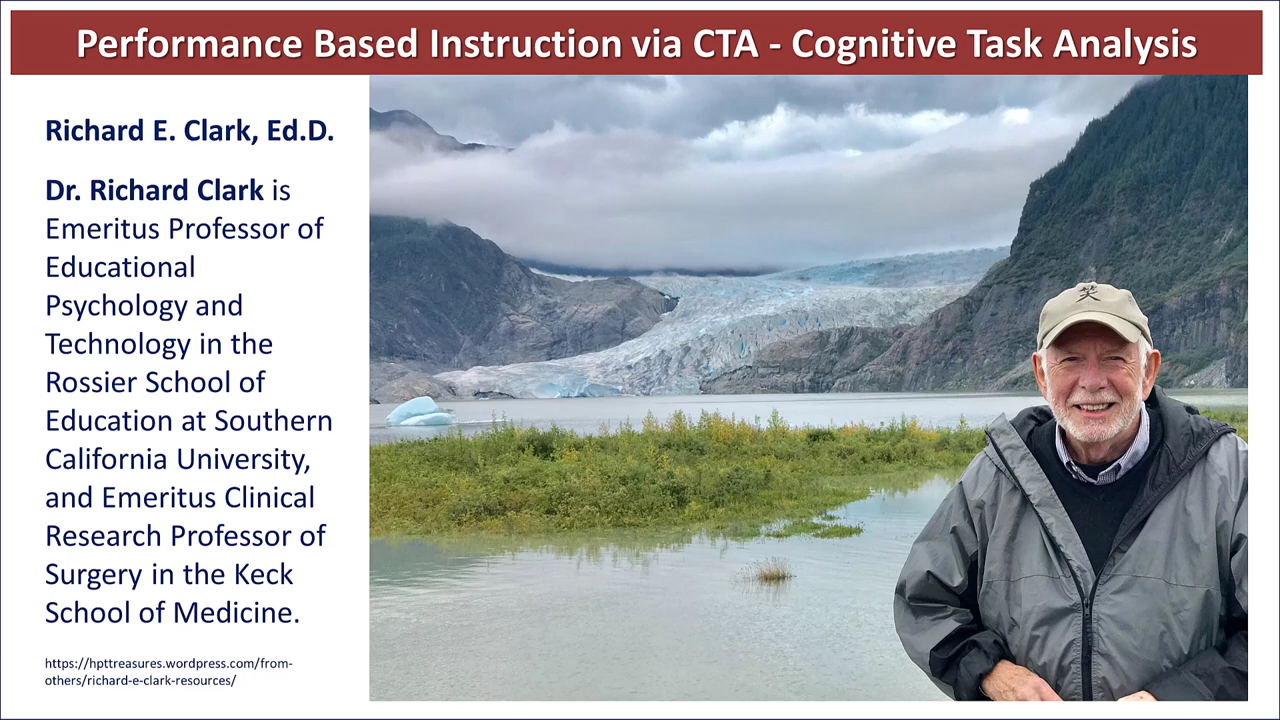 Performance Based Instruction via CTA - Cognitive Task Analysis
Richard E. Clark, Ed.D.
Dr. Richard Clark is
Emeritus Professor of
Educational
Psychology and
Technology in the
Rossier School of
Education at Southern
California University,
and Emeritus Clinical
Research Professor of
Surgery in the Keck
School of Medicine.
https://hpttreasures.wordpress.com/from-
others/richard-e-clark-resources/
笑